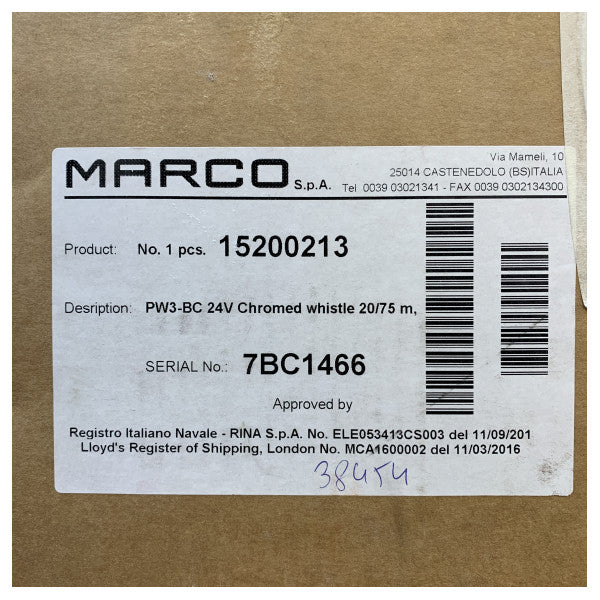 MARCO S.p.A.
Via Mameli, 10
25014 CASTENEDOLO (BS)ITALIA
Tel 0039 03021341 - FAX 0039 0302134300
Product: No. 1 pcs. 15200213
Desription: PW3-BC 24V Chromed whistle 20/75 m,
SERIAL No.: 7BC1466
Approved by
Registro Italiano Navale - RINA S.p.A. No. ELE053413CS003 del 11/09/201
Lloyd's Register of Shipping, London No. MCA1600002 del 11/03/2016
38454